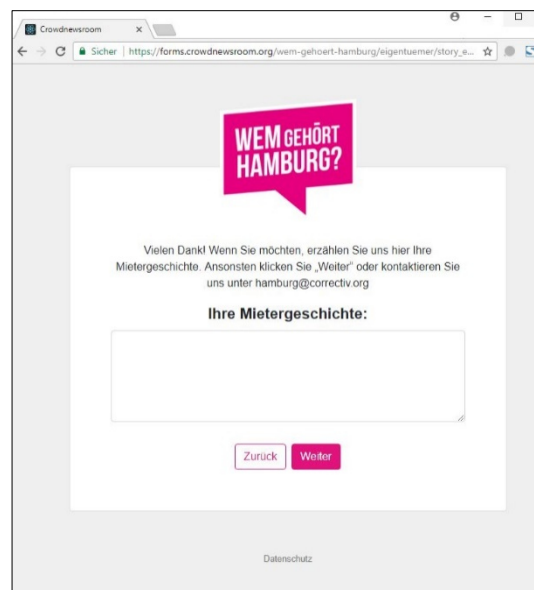 Crowdnewsroom
Sicher | https://forms.crowdnewsroom.org/wem-gehoert-hamburg/eigentuemer/story_e...
WEM GEHÖRT
HAMBURG?
Vielen Dank! Wenn Sie möchten, erzählen Sie uns hier Ihre
Mietergeschichte. Ansonsten klicken Sie „Weiter" oder kontaktieren Sie
uns unter hamburg@correctiv.org
Ihre Mietergeschichte:
Zurück Weiter
Datenschutz